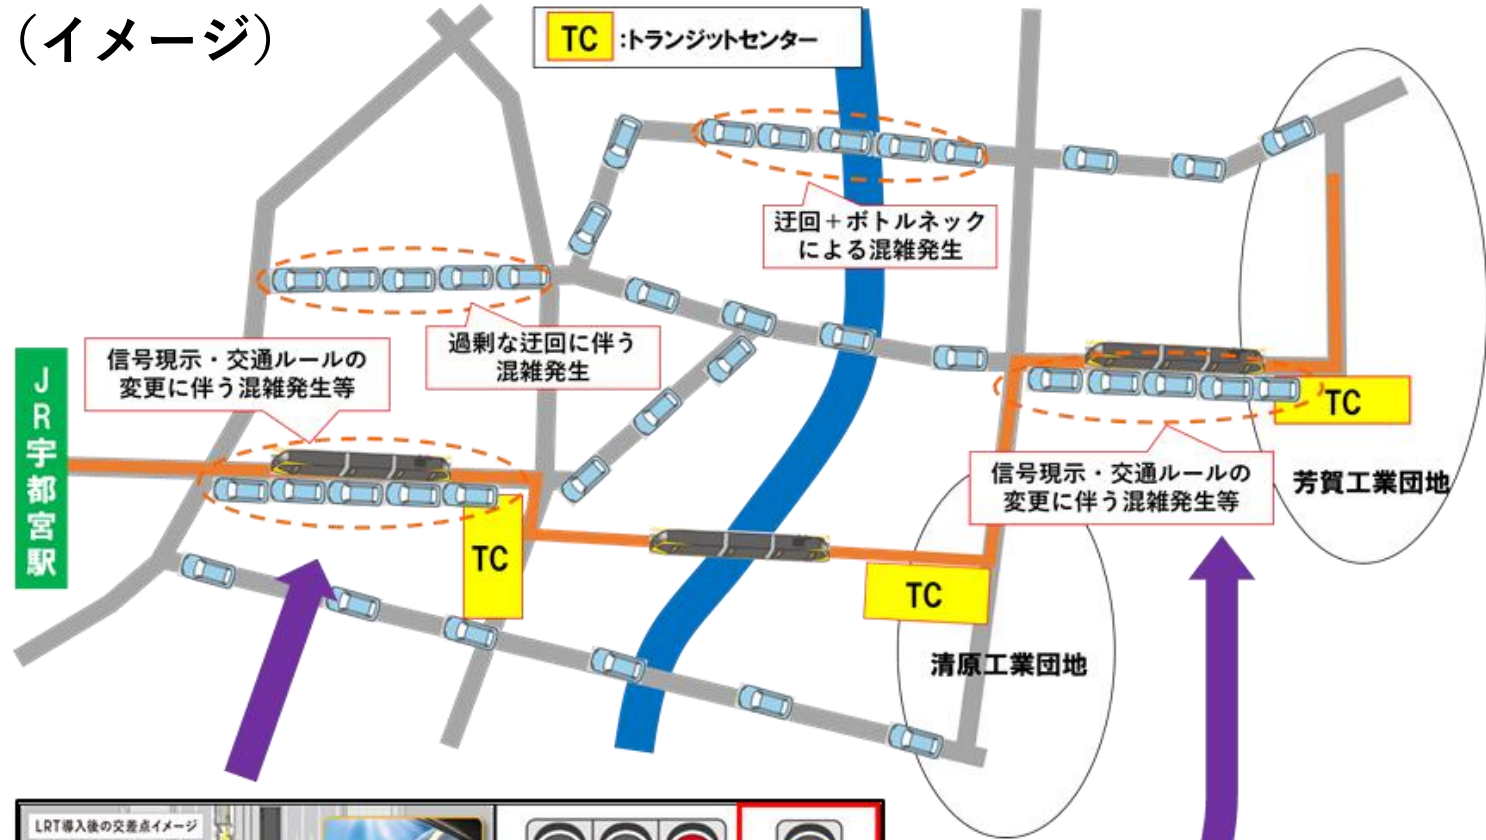 （イメージ）
TC :トランジットセンター
迂回＋ボトルネック
による混雑発生
過剰な迂回に伴う
混雑発生
信号現示・交通ルールの
変更に伴う混雑発生等
JR宇都宮駅
TC
芳賀工業団地
信号現示・交通ルールの
変更に伴う混雑発生等
TC
TC
清原工業団地
LRT導入後の交差点イメージ